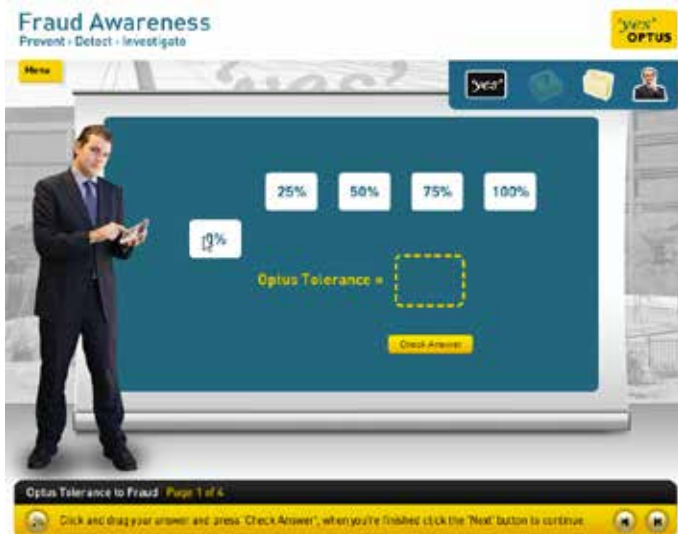 Fraud Awareness
Prevent › Detect › Investigate
'yes'
OPTUS
Menu
'yes'
'yes'
25%
50%
75%
100%
0%
Optus Tolerance =
Check Answer
Optus Tolerance to Fraud Page 1 of 4
Click and drag your answer and press 'Check Answer', when you're finished click the 'Next' button to continue.